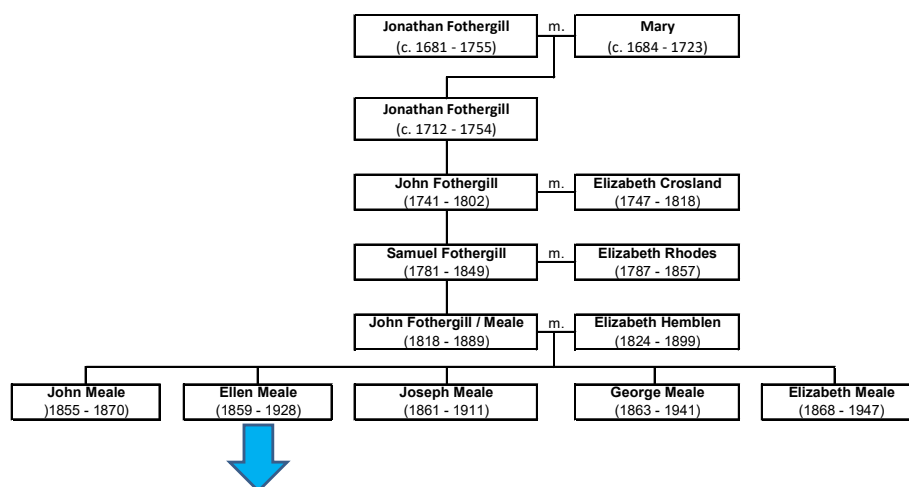 Jonathan Fothergill m. Mary
(c. 1681 - 1755) (c. 1684 - 1723)
Jonathan Fothergill
(c. 1712 - 1754)
John Fothergill m. Elizabeth Crosland
(1741 - 1802) (1747 - 1818)
Samuel Fothergill m. Elizabeth Rhodes
(1781 - 1849) (1787 - 1857)
John Fothergill / Meale m. Elizabeth Hemblen
(1818 - 1889) (1824 - 1899)
John Meale Ellen Meale Joseph Meale George Meale Elizabeth Meale
)1855 - 1870) (1859 - 1928) (1861 - 1911) (1863 - 1941) (1868 - 1947)